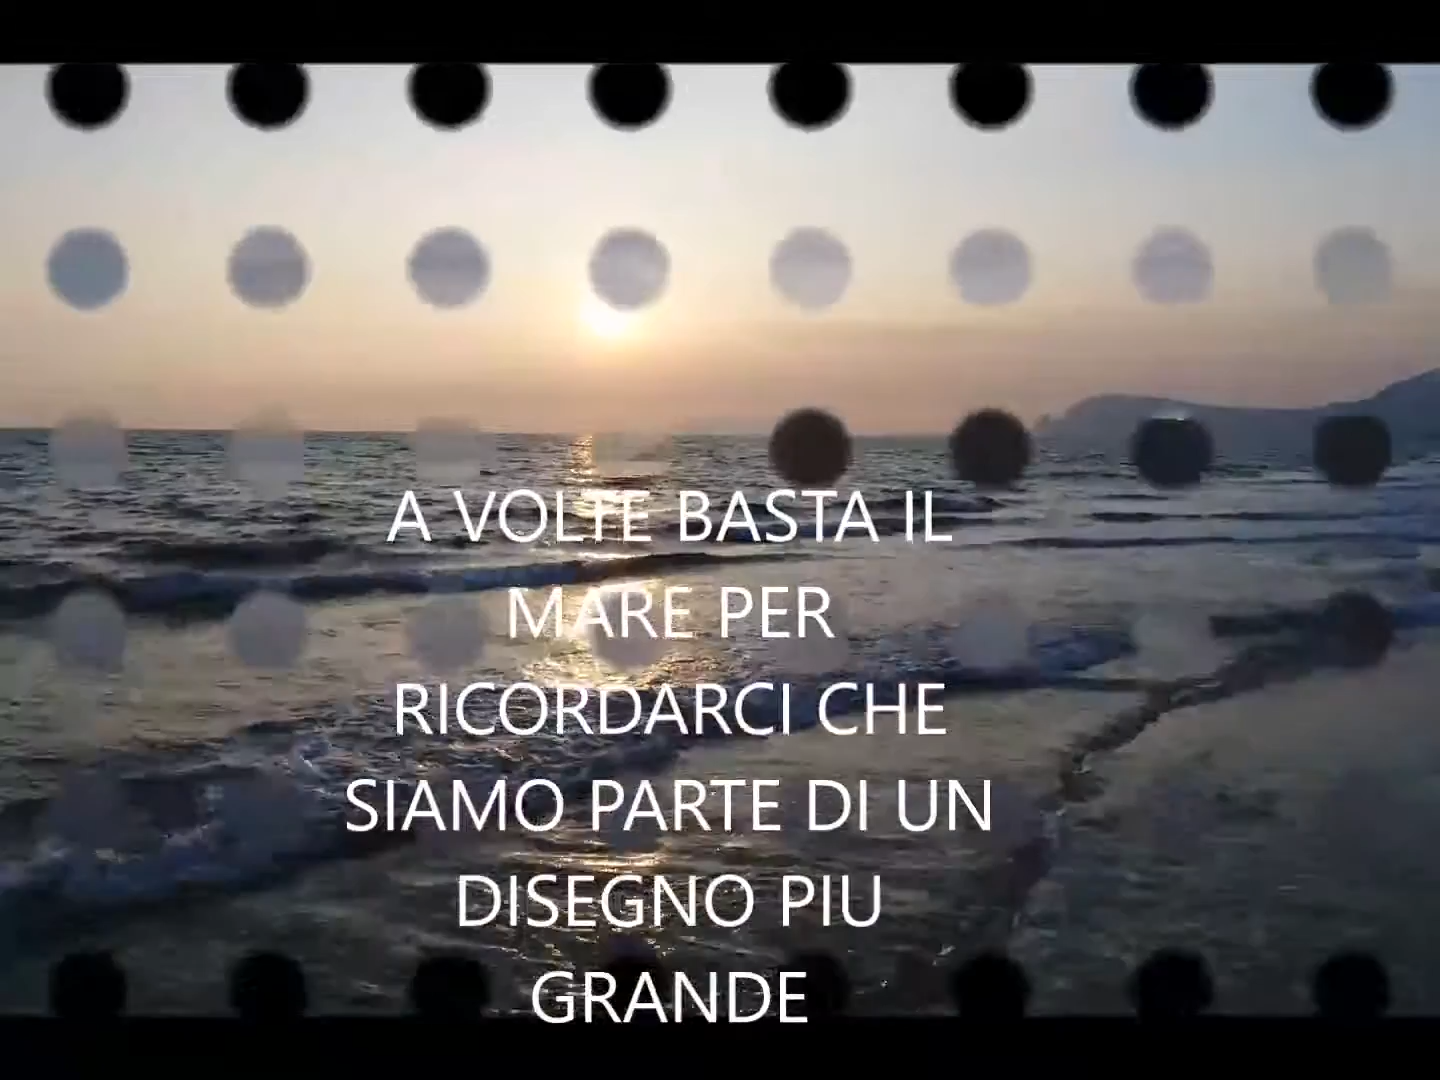 A VOLTE BASTA IL
MARE PER
RICORDARCI CHE
SIAMO PARTE DI UN
DISEGNO PIU
GRANDE